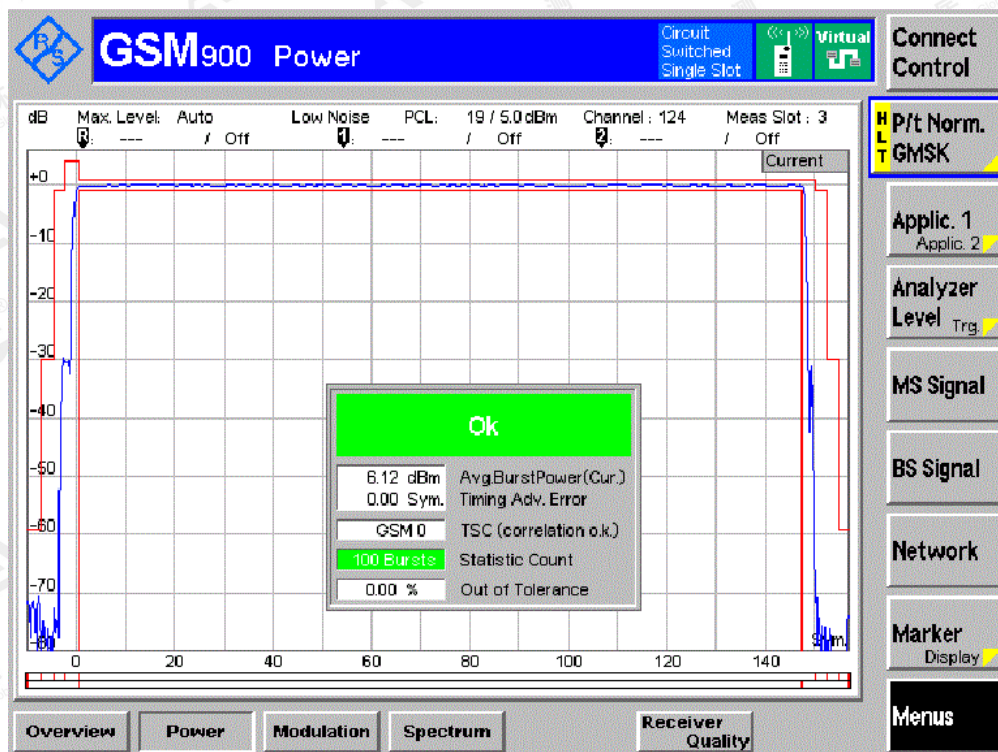 R/S
GSM900 Power
Circuit Switched Single Slot
Virtual
Connect Control
dB Max. Level: Auto Low Noise PCL: 19 / 5.0 dBm Channel : 124 Meas Slot : 3
R : --- / Off 1 : --- / Off 2 : --- / Off
Current
HLT P/t Norm. GMSK
Applic. 1
Applic. 2
Analyzer
Level Trg.
MS Signal
BS Signal
Network
Marker
Display
Menus
+0
-10
-20
-30
-40
-50
-60
-70
-80
Ok
6.12 dBm Avg.BurstPower(Cur.)
0.00 Sym. Timing Adv. Error
GSM 0 TSC (correlation o.k.)
100 Bursts Statistic Count
0.00 % Out of Tolerance
Sym.
0 20 40 60 80 100 120 140
Overview Power Modulation Spectrum Receiver Quality